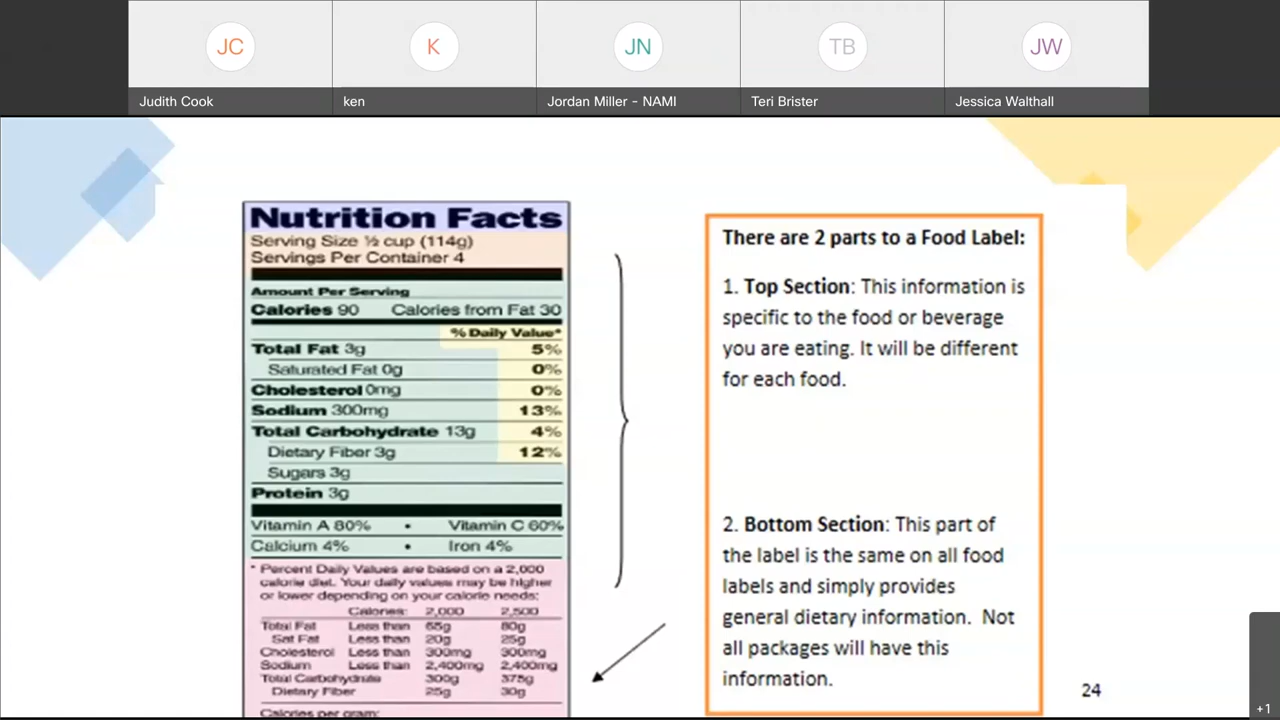 JC
K
JN
TB
JW
Judith Cook
ken
Jordan Miller - NAMI
Teri Brister
Jessica Walthall
Nutrition Facts
Serving Size ½ cup (114g)
Servings Per Container 4
Amount Per Serving
Calories 90 Calories from Fat 30
% Daily Value*
Total Fat 3g 5%
Saturated Fat 0g 0%
Cholesterol 0mg 0%
Sodium 300mg 13%
Total Carbohydrate 13g 4%
Dietary Fiber 3g 12%
Sugars 3g
Protein 3g
Vitamin A 80% • Vitamin C 60%
Calcium 4% • Iron 4%
* Percent Daily Values are based on a 2,000
calorie diet. Your daily values may be higher
or lower depending on your calorie needs:
Calories: 2,000 2,500
Total Fat Less than 65g 80g
Sat Fat Less than 20g 25g
Cholesterol Less than 300mg 300mg
Sodium Less than 2,400mg 2,400mg
Total Carbohydrate 300g 375g
Dietary Fiber 25g 30g
Calories per gram:
There are 2 parts to a Food Label:
1. Top Section: This information is
specific to the food or beverage
you are eating. It will be different
for each food.
2. Bottom Section: This part of
the label is the same on all food
labels and simply provides
general dietary information. Not
all packages will have this
information.
24
+1